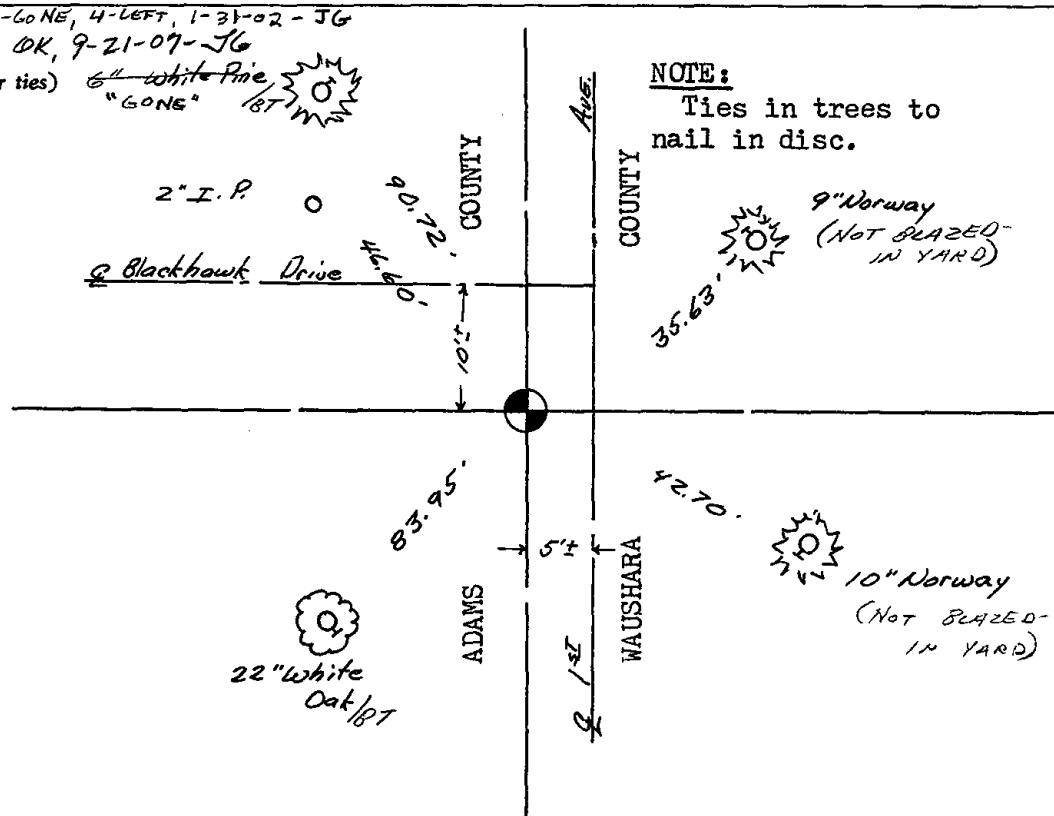 -GONE, 4-LEFT, 1-31-02 - JG
OK, 9-21-07-JG
r ties) 6" White Pine /BT
"GONE"
NOTE:
Ties in trees to
nail in disc.
AVE.
COUNTY
COUNTY
2" I.P.
90.72'
46.60'
9" Norway
(NOT BLAZED-
IN YARD)
℄ Blackhawk Drive
10'±
35.63'
83.95'
42.70'
5'±
ADAMS
WAUSHARA
10" Norway
(NOT BLAZED-
IN YARD)
22" White
Oak/BT
℄ 1st